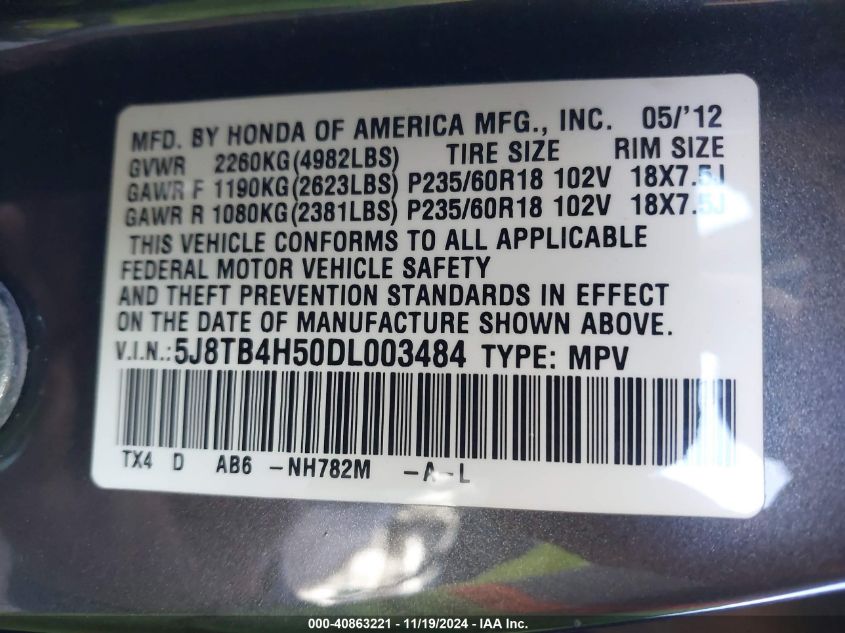 MFD. BY HONDA OF AMERICA MFG., INC. 05/'12
GVWR 2260KG(4982LBS) TIRE SIZE RIM SIZE
GAWR F 1190KG(2623LBS) P235/60R18 102V 18X7.5J
GAWR R 1080KG(2381LBS) P235/60R18 102V 18X7.5J
THIS VEHICLE CONFORMS TO ALL APPLICABLE
FEDERAL MOTOR VEHICLE SAFETY
AND THEFT PREVENTION STANDARDS IN EFFECT
ON THE DATE OF MANUFACTURE SHOWN ABOVE.
V.I.N.:5J8TB4H50DL003484 TYPE: MPV
TX4 D AB6 -NH782M -A-L
000-40863221 - 11/19/2024 - IAA Inc.